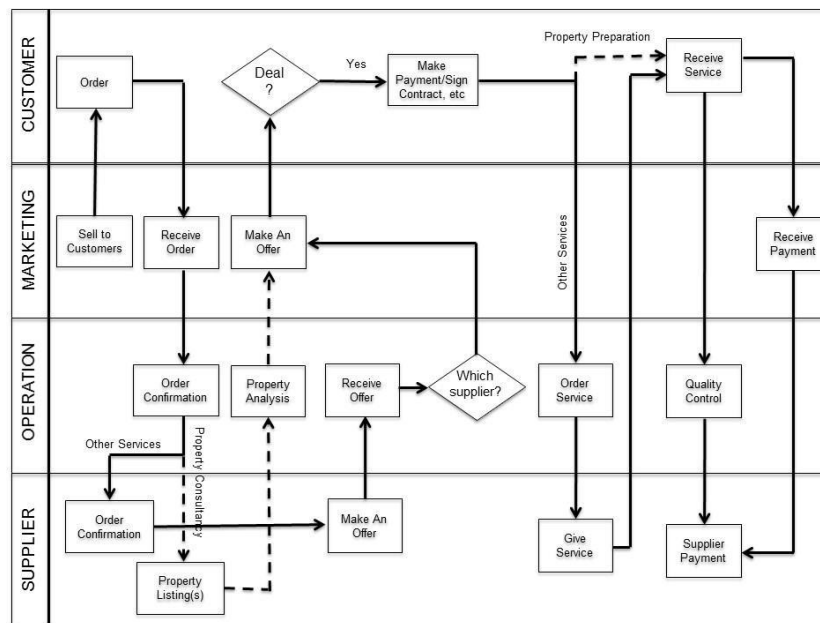 CUSTOMER
Order
Deal
?
Yes
Make
Payment/Sign
Contract, etc
Property Preparation
Receive
Service
MARKETING
Sell to
Customers
Receive
Order
Make An
Offer
Other Services
Receive
Payment
OPERATION
Order
Confirmation
Property
Analysis
Receive
Offer
Which
supplier?
Order
Service
Quality
Control
Other Services
Property Consultancy
SUPPLIER
Order
Confirmation
Make An
Offer
Give
Service
Supplier
Payment
Property
Listing(s)